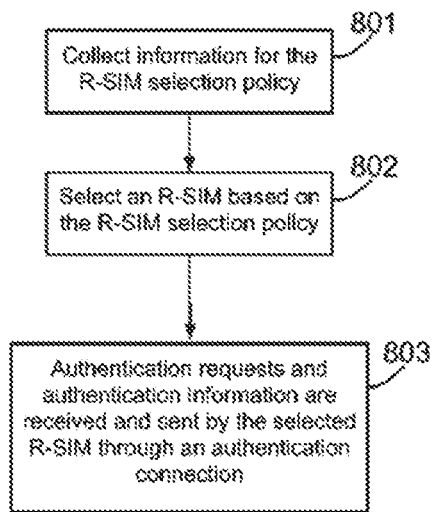 801
Collect information for the
R-SIM selection policy
802
Select an R-SIM based on
the R-SIM selection policy
803
Authentication requests and
authentication information are
received and sent by the selected
R-SIM through an authentication
connection